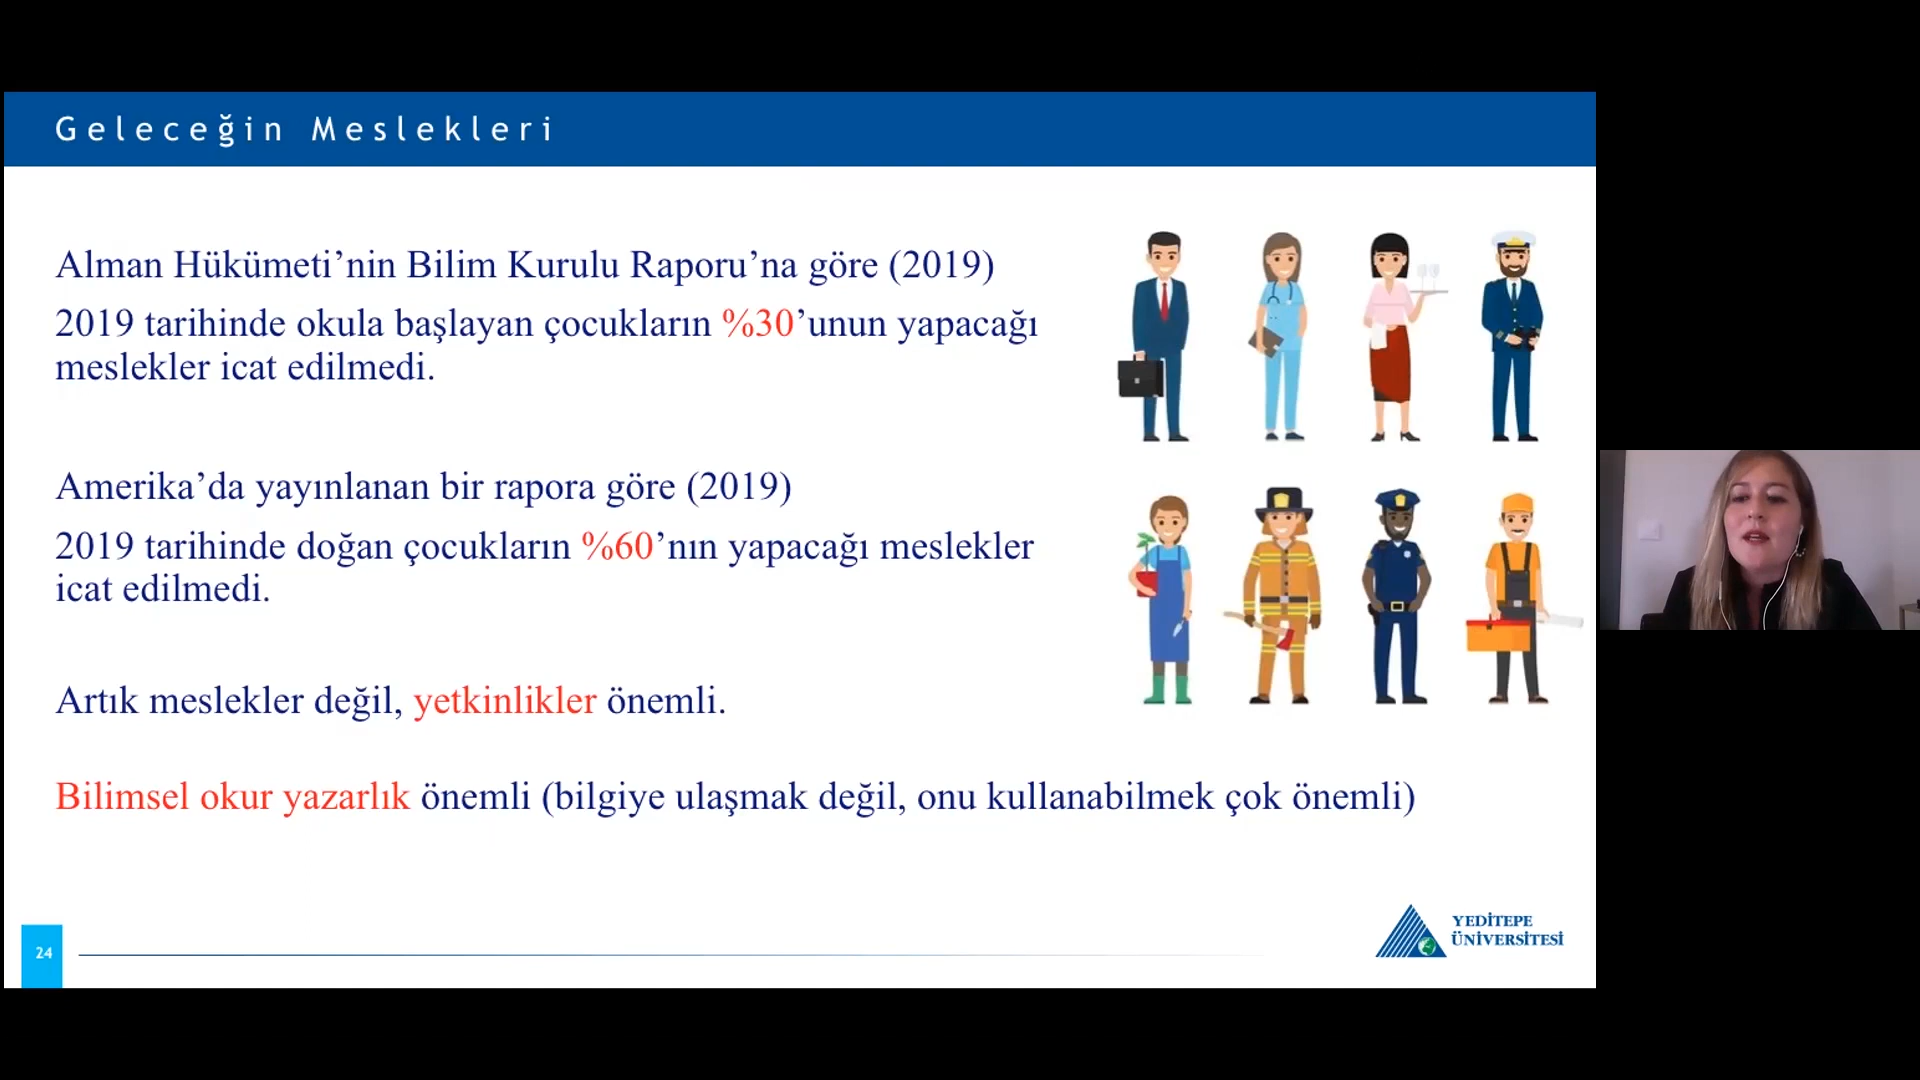 Geleceğin Meslekleri
Alman Hükümeti’nin Bilim Kurulu Raporu’na göre (2019)
2019 tarihinde okula başlayan çocukların %30’unun yapacağı
meslekler icat edilmedi.
Amerika’da yayınlanan bir rapora göre (2019)
2019 tarihinde doğan çocukların %60’nın yapacağı meslekler
icat edilmedi.
Artık meslekler değil, yetkinlikler önemli.
Bilimsel okur yazarlık önemli (bilgiye ulaşmak değil, onu kullanabilmek çok önemli)
24
YEDİTEPE
ÜNİVERSİTESİ